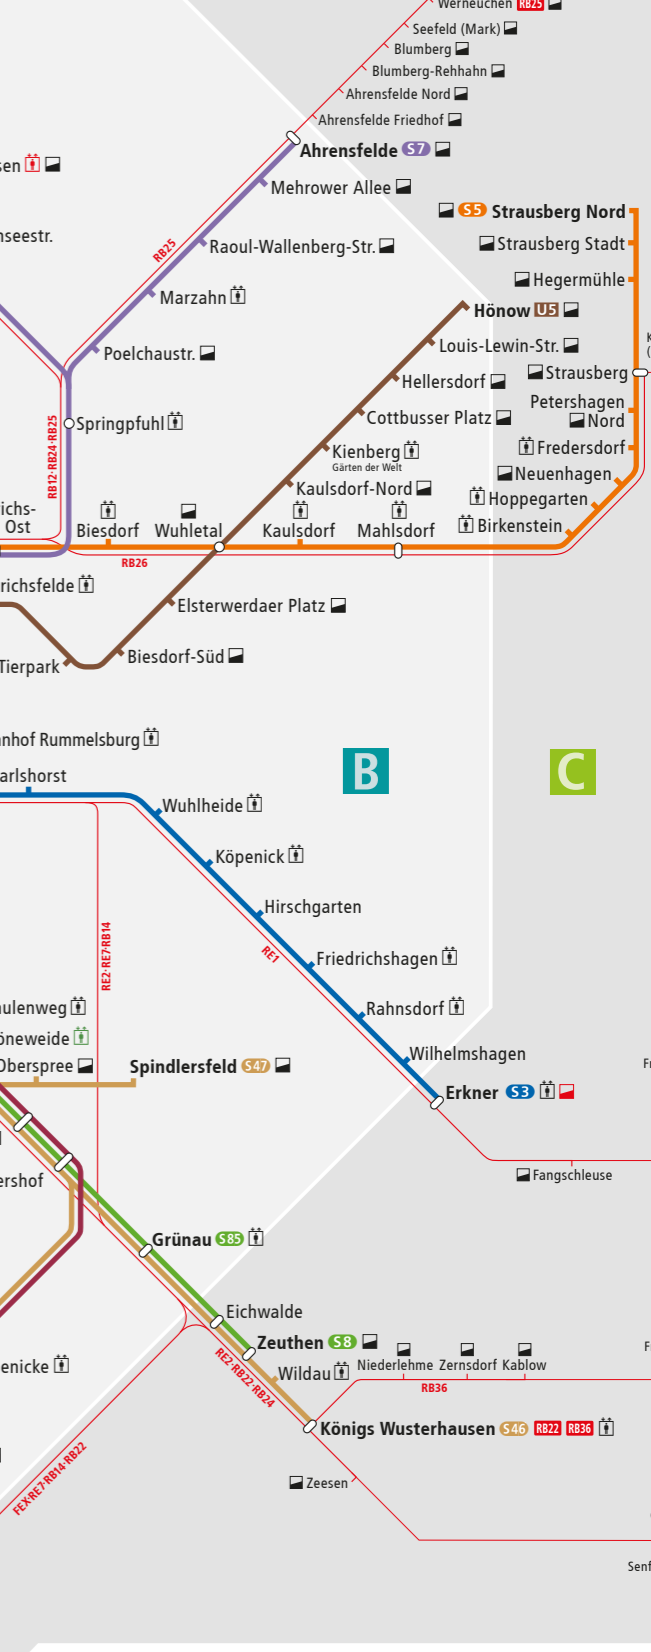 Werneuchen RB25
Seefeld (Mark)
Blumberg
Blumberg-Rehhahn
Ahrensfelde Nord
Ahrensfelde Friedhof
Ahrensfelde S7
Mehrower Allee
S5 Strausberg Nord
Strausberg Stadt
RB25
Raoul-Wallenberg-Str.
Hegermühle
Marzahn
Hönow U5
Louis-Lewin-Str.
Poelchaustr.
Hellersdorf
Strausberg
Petershagen
Nord
Cottbusser Platz
Springpfuhl
RB12·RB24·RB25
Kienberg
Gärten der Welt
Fredersdorf
Neuenhagen
Kaulsdorf-Nord
Hoppegarten
Ost
Biesdorf
Wuhletal
Kaulsdorf
Mahlsdorf
Birkenstein
RB26
Elsterwerdaer Platz
Tierpark
Biesdorf-Süd
Rummelsburg
B
C
Wuhlheide
Köpenick
Hirschgarten
RE1
Friedrichshagen
RE2·RE7·RB14
Rahnsdorf
Wilhelmshagen
Oberspree
Spindlersfeld S47
Erkner S3
Fangschleuse
Grünau S85
Eichwalde
Zeuthen S8
Wildau
Niederlehme
Zernsdorf
Kablow
RE2·RB22·RB24
RB36
Königs Wusterhausen S46 RB22 RB36
FEX·RE7·RB14·RB22
Zeesen